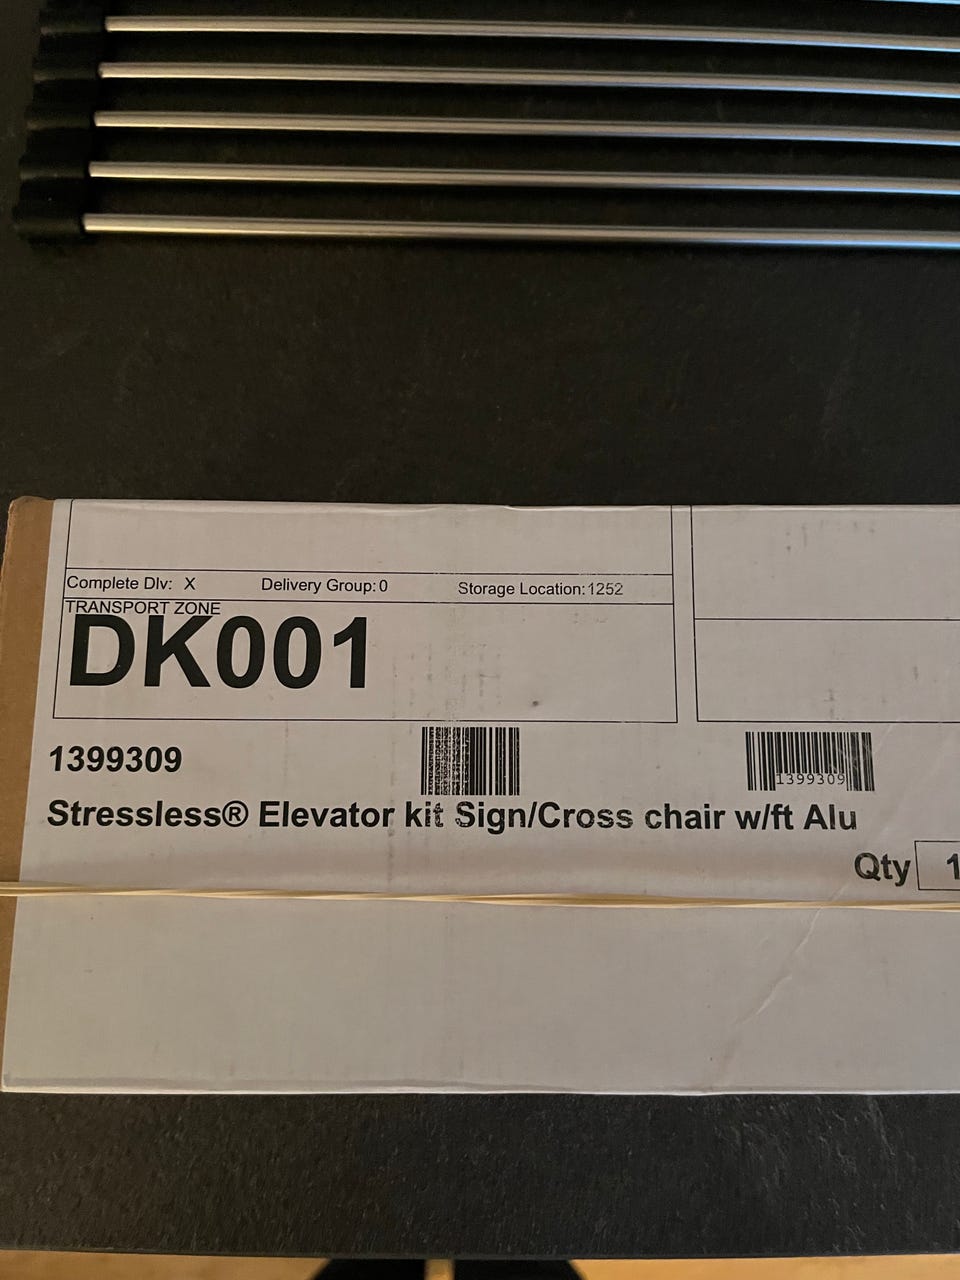 Complete Dlv: X Delivery Group: 0 Storage Location: 1252
TRANSPORT ZONE
DK001
1399309
1399309
Stressless® Elevator kit Sign/Cross chair w/ft Alu
Qty 1